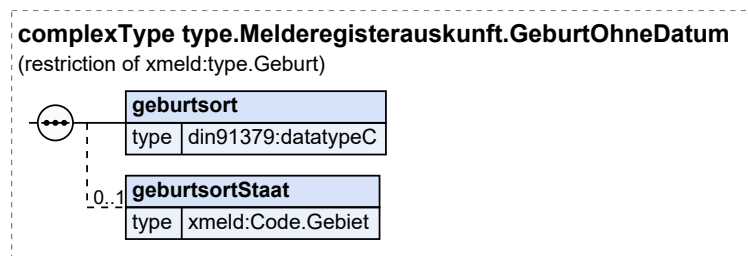 complexType type.Melderegisterauskunft.GeburtOhneDatum
(restriction of xmeld:type.Geburt)
geburtsort
type din91379:datatypeC
0..1 geburtsortStaat
type xmeld:Code.Gebiet